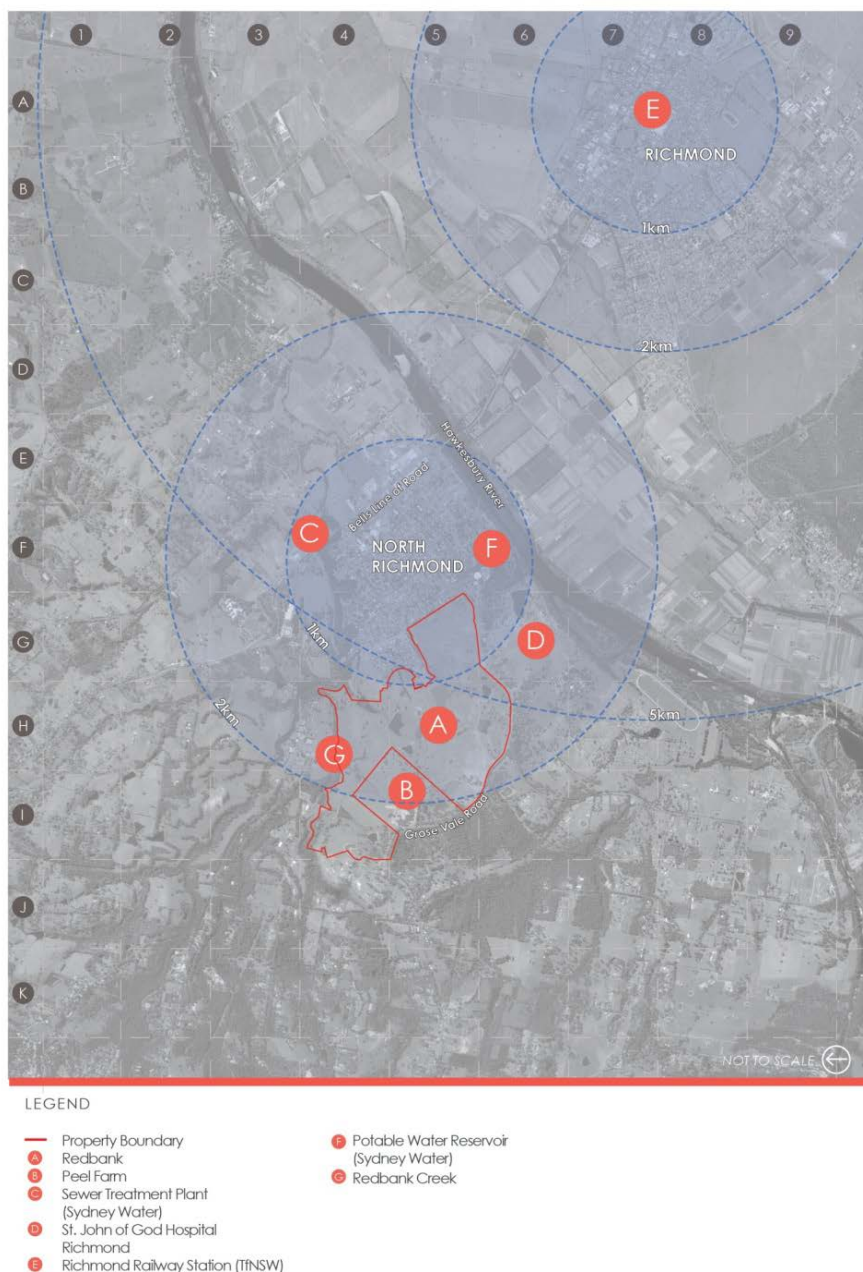 1 2 3 4 5 6 7 8 9
A
B
C
D
E
F
G
H
I
J
K
E
RICHMOND
1km
2km
Hawkesbury River
Bells Line of Road
C
NORTH
RICHMOND
F
1km
D
2km
5km
A
G
B
Grose Vale Road
NOT TO SCALE
LEGEND
Property Boundary
A Redbank
B Peel Farm
C Sewer Treatment Plant
(Sydney Water)
D St. John of God Hospital
Richmond
E Richmond Railway Station (TfNSW)
F Potable Water Reservoir
(Sydney Water)
G Redbank Creek